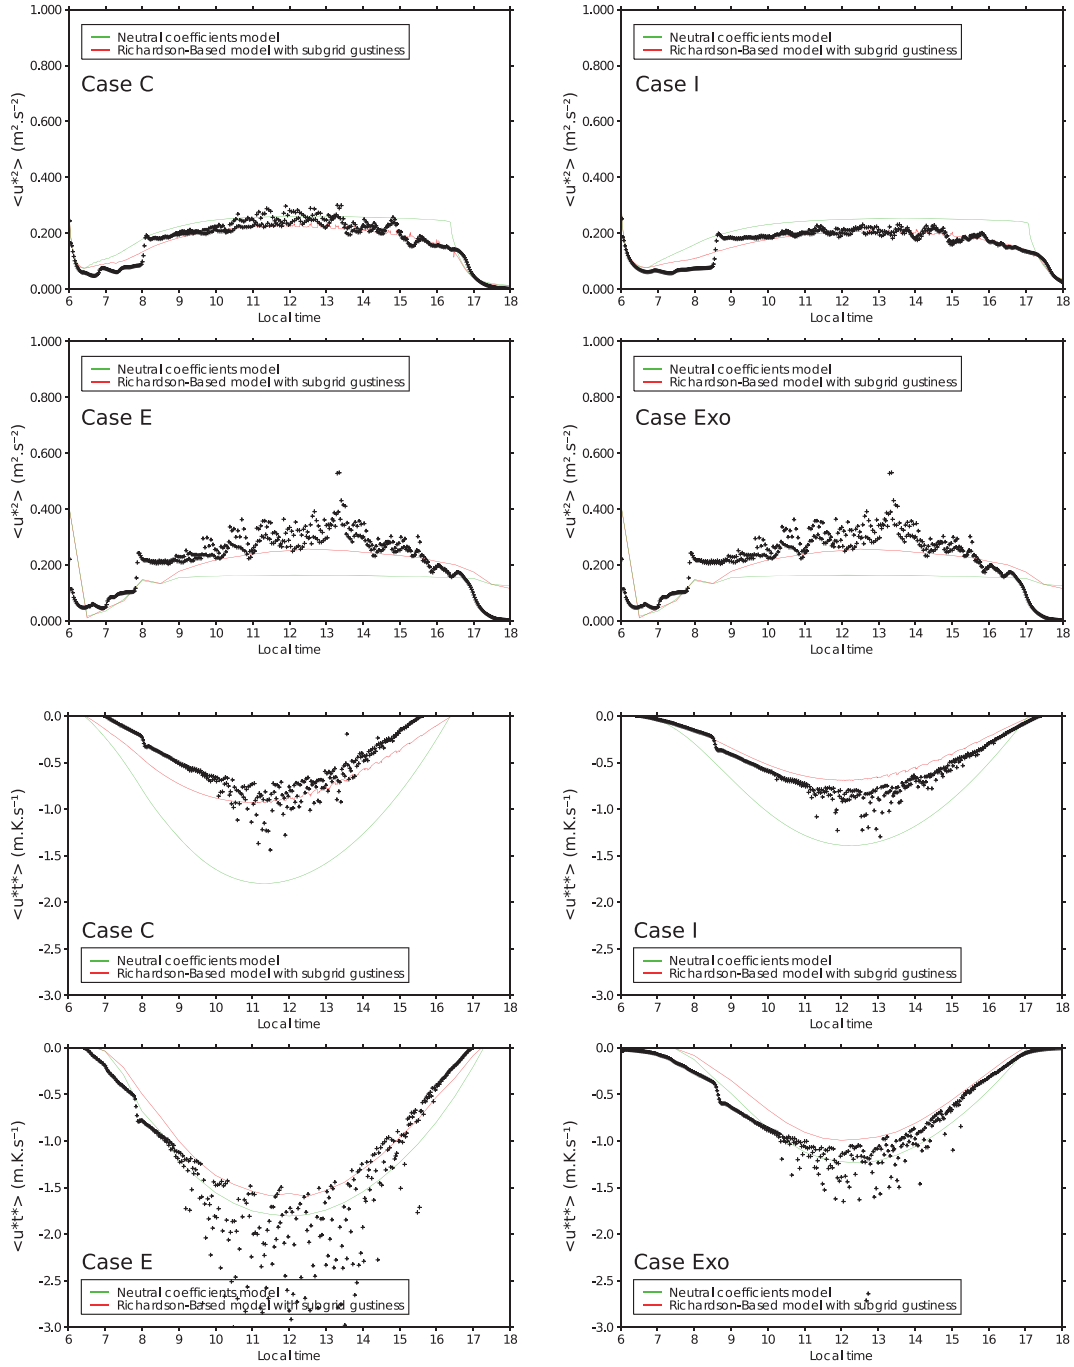 1.000
0.800
0.600
0.400
0.200
0.000
<u*²> (m².s⁻²)
Neutral coefficients model
Richardson-Based model with subgrid gustiness
Case C
6 7 8 9 10 11 12 13 14 15 16 17 18
Local time
1.000
0.800
0.600
0.400
0.200
0.000
<u*²> (m².s⁻²)
Neutral coefficients model
Richardson-Based model with subgrid gustiness
Case I
6 7 8 9 10 11 12 13 14 15 16 17 18
Local time
1.000
0.800
0.600
0.400
0.200
0.000
<u*²> (m².s⁻²)
Neutral coefficients model
Richardson-Based model with subgrid gustiness
Case E
6 7 8 9 10 11 12 13 14 15 16 17 18
Local time
1.000
0.800
0.600
0.400
0.200
0.000
<u*²> (m².s⁻²)
Neutral coefficients model
Richardson-Based model with subgrid gustiness
Case Exo
6 7 8 9 10 11 12 13 14 15 16 17 18
Local time
0.0
-0.5
-1.0
-1.5
-2.0
-2.5
-3.0
<u*t*> (m.K.s⁻¹)
Case C
Neutral coefficients model
Richardson-Based model with subgrid gustiness
6 7 8 9 10 11 12 13 14 15 16 17 18
Local time
0.0
-0.5
-1.0
-1.5
-2.0
-2.5
-3.0
<u*t*> (m.K.s⁻¹)
Case I
Neutral coefficients model
Richardson-Based model with subgrid gustiness
6 7 8 9 10 11 12 13 14 15 16 17 18
Local time
0.0
-0.5
-1.0
-1.5
-2.0
-2.5
-3.0
<u*t*> (m.K.s⁻¹)
Case E
Neutral coefficients model
Richardson-Based model with subgrid gustiness
6 7 8 9 10 11 12 13 14 15 16 17 18
Local time
0.0
-0.5
-1.0
-1.5
-2.0
-2.5
-3.0
<u*t*> (m.K.s⁻¹)
Case Exo
Neutral coefficients model
Richardson-Based model with subgrid gustiness
6 7 8 9 10 11 12 13 14 15 16 17 18
Local time